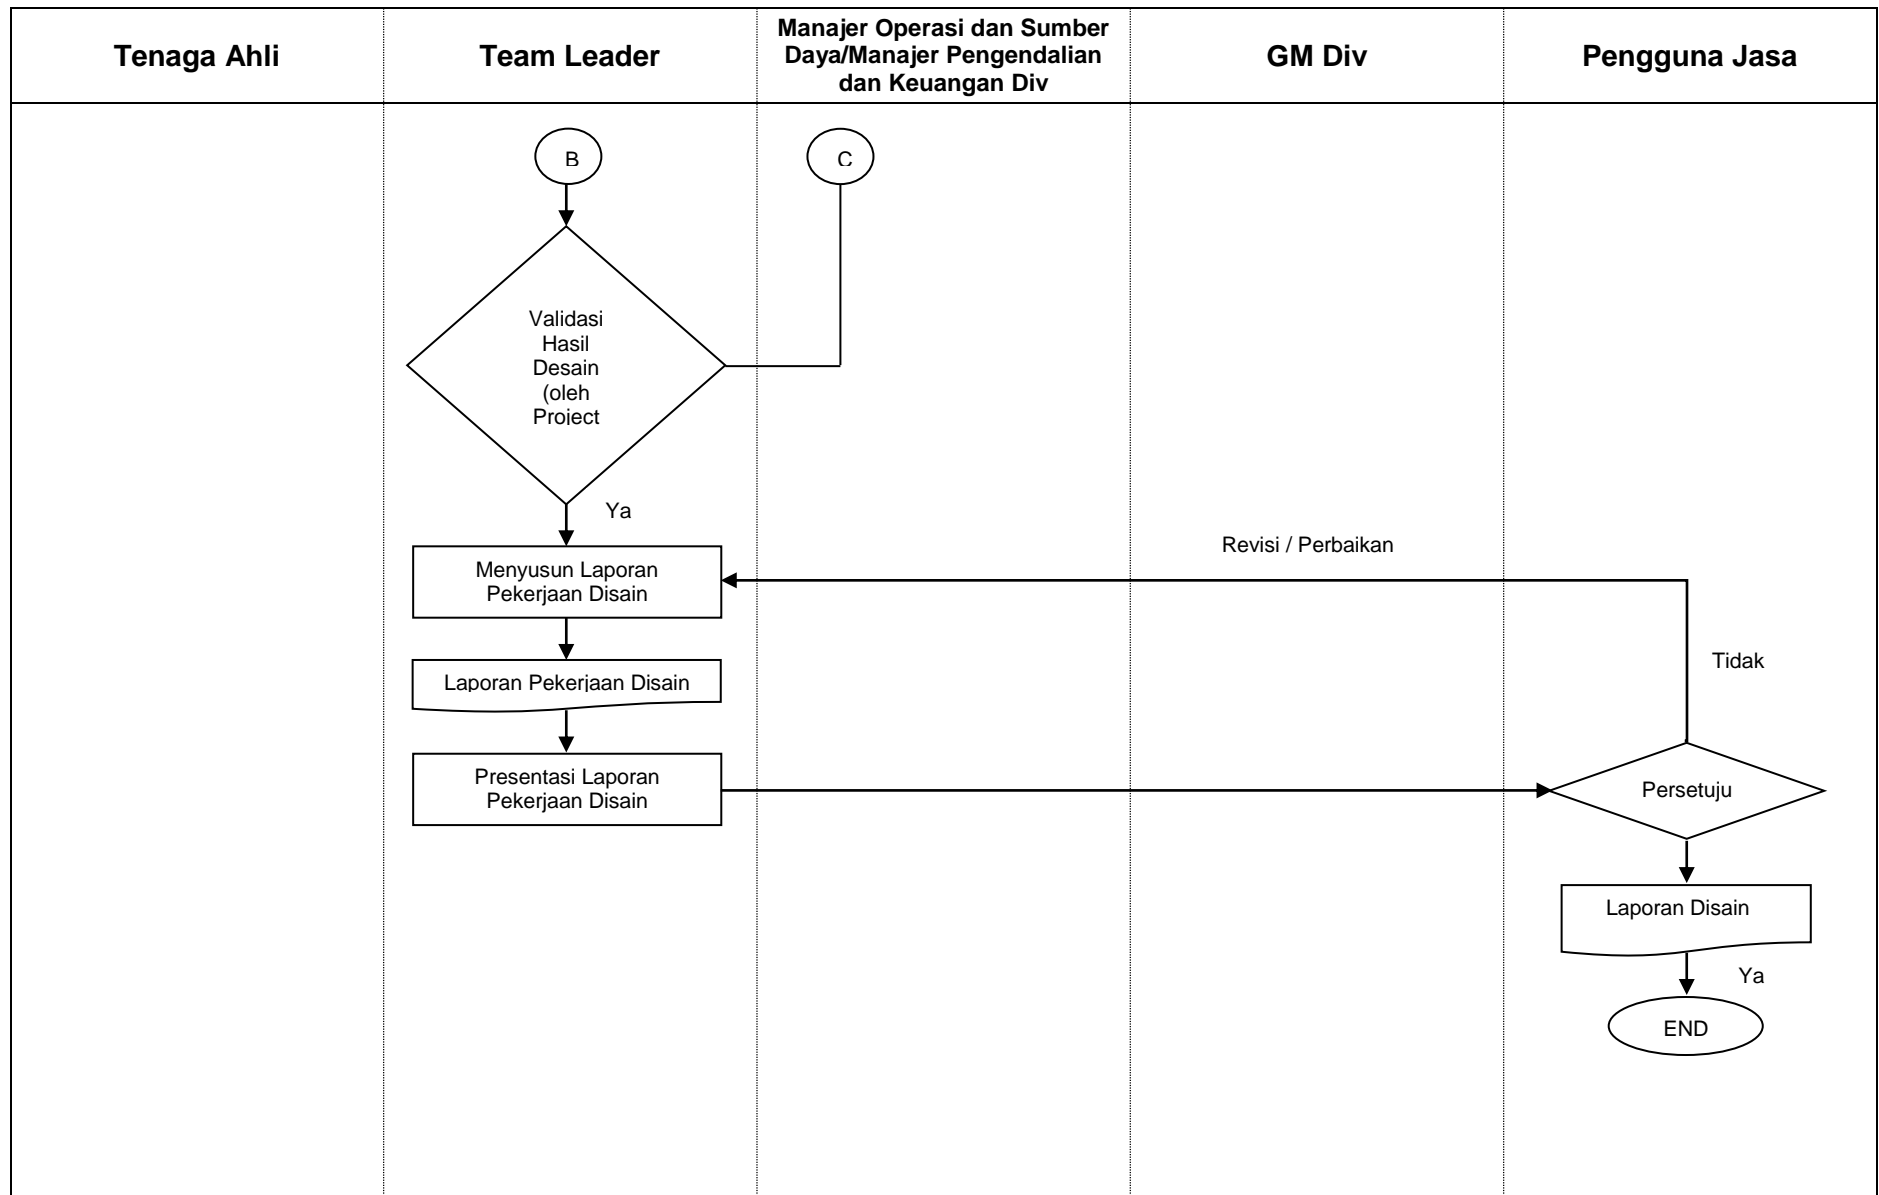 Tenaga Ahli
Team Leader
Manajer Operasi dan Sumber
Daya/Manajer Pengendalian
dan Keuangan Div
GM Div
Pengguna Jasa
B
C
Validasi
Hasil
Desain
(oleh
Project
Ya
Menyusun Laporan
Pekerjaan Disain
Revisi / Perbaikan
Tidak
Laporan Pekerjaan Disain
Presentasi Laporan
Pekerjaan Disain
Persetuju
Laporan Disain
Ya
END